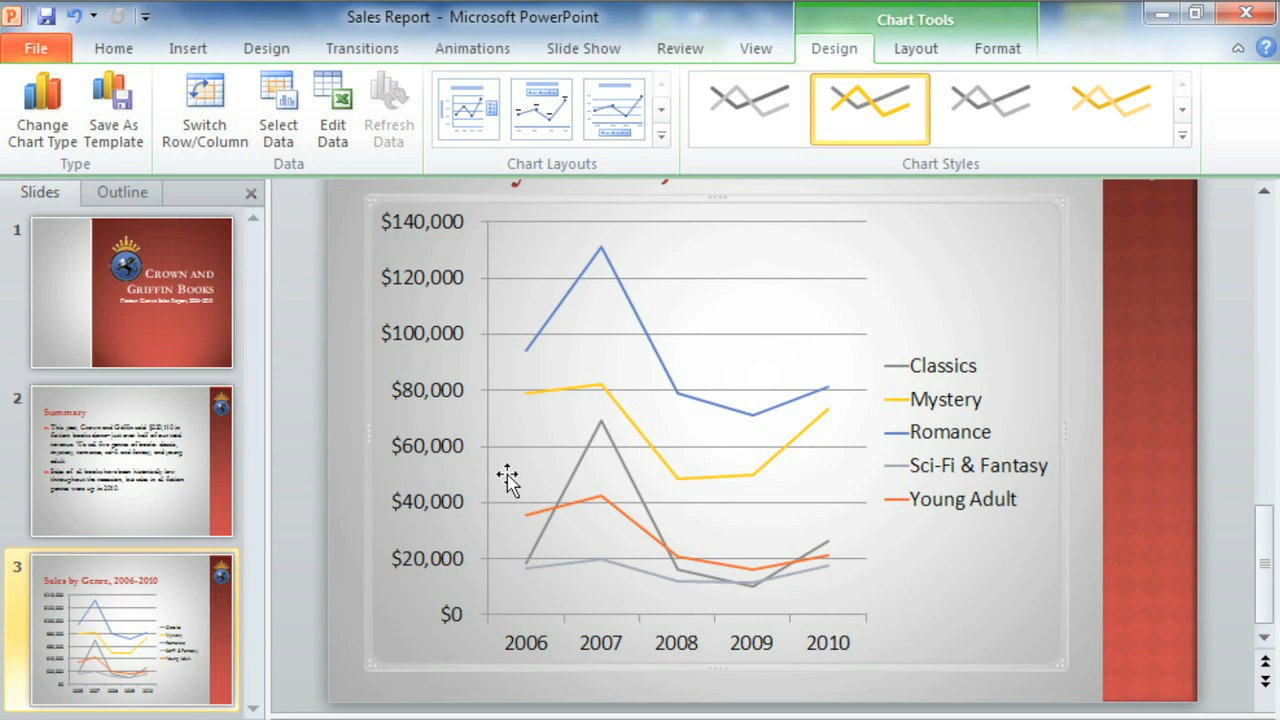 Sales Report - Microsoft PowerPoint
Chart Tools
File Home Insert Design Transitions Animations Slide Show Review View Design Layout Format
Change Chart Type
Save As Template
Switch Row/Column
Select Data
Edit Data
Refresh Data
Type
Data
Chart Layouts
Chart Styles
Slides
Outline
1
CROWN AND
GRIFFIN BOOKS
2
Summary
3
Sales by Genre, 2006-2010
$140,000
$120,000
$100,000
$80,000
$60,000
$40,000
$20,000
$0
2006 2007 2008 2009 2010
Classics
Mystery
Romance
Sci-Fi & Fantasy
Young Adult